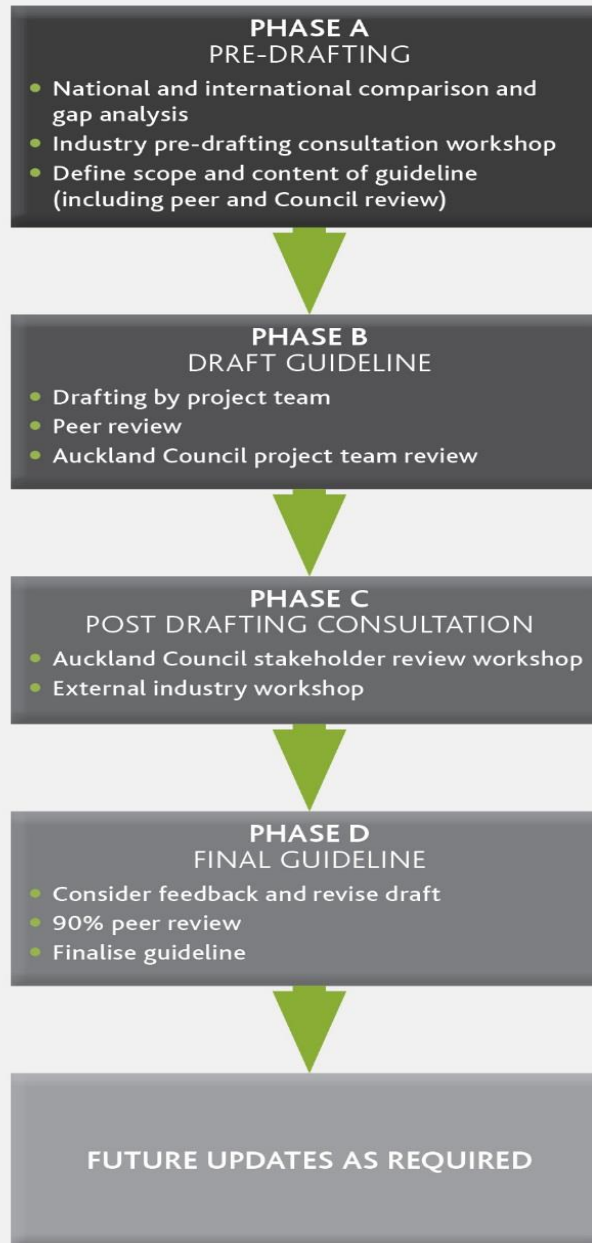 PHASE A
PRE-DRAFTING
• National and international comparison and
gap analysis
• Industry pre-drafting consultation workshop
• Define scope and content of guideline
(including peer and Council review)
PHASE B
DRAFT GUIDELINE
• Drafting by project team
• Peer review
• Auckland Council project team review
PHASE C
POST DRAFTING CONSULTATION
• Auckland Council stakeholder review workshop
• External industry workshop
PHASE D
FINAL GUIDELINE
• Consider feedback and revise draft
• 90% peer review
• Finalise guideline
FUTURE UPDATES AS REQUIRED